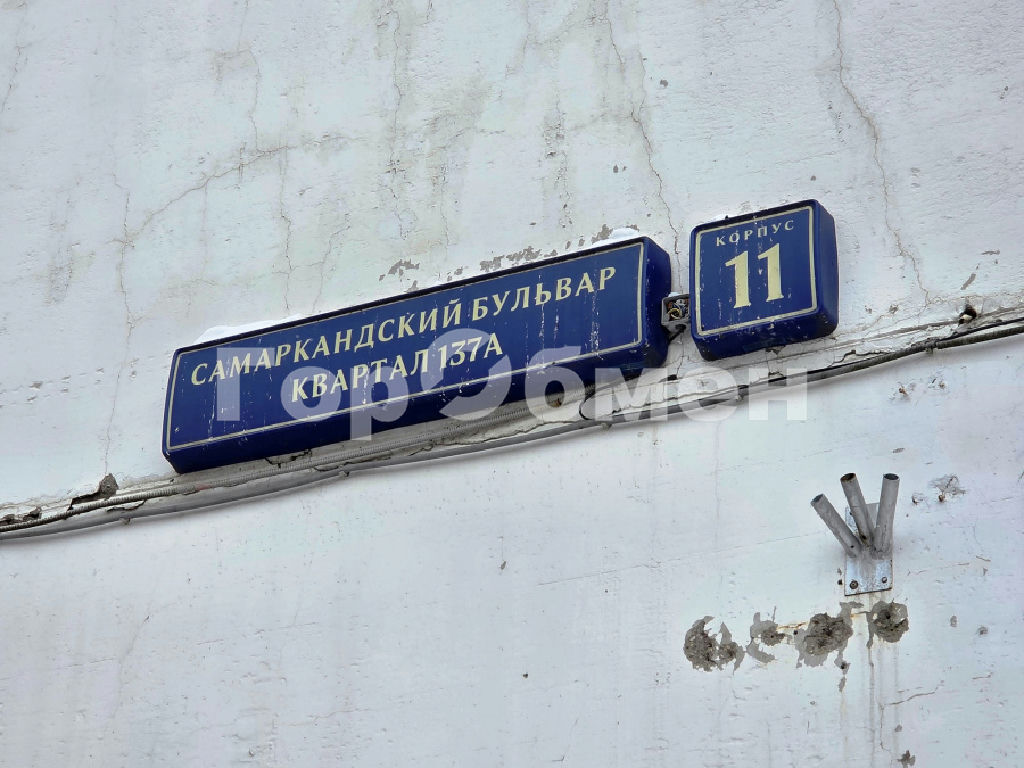 САМАРКАНДСКИЙ БУЛЬВАР
КВАРТАЛ 137А
КОРПУС
11
ГорОбмен